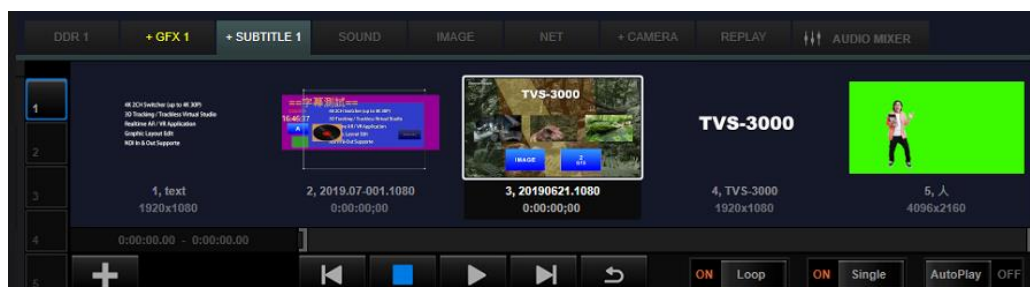 DDR 1
+ GFX 1
+ SUBTITLE 1
SOUND
IMAGE
NET
+ CAMERA
REPLAY
AUDIO MIXER
1
2
3
4
5
4K 2CH Switcher (up to 4K 30P)
3D Tracking / Trackless Virtual Studio
Realtime AR / VR Application
Graphic Layout Edit
NDI In & Out Supporte
1, text
1920x1080
==字幕測試==
16:46:37
A
2, 2019.07-001.1080
0:00:00;00
TVS-3000
IMAGE
2
3, 20190621.1080
0:00:00;00
TVS-3000
4, TVS-3000
1920x1080
5, 人
4096x2160
0:00:00.00 - 0:00:00.00
ON Loop
ON Single
AutoPlay OFF